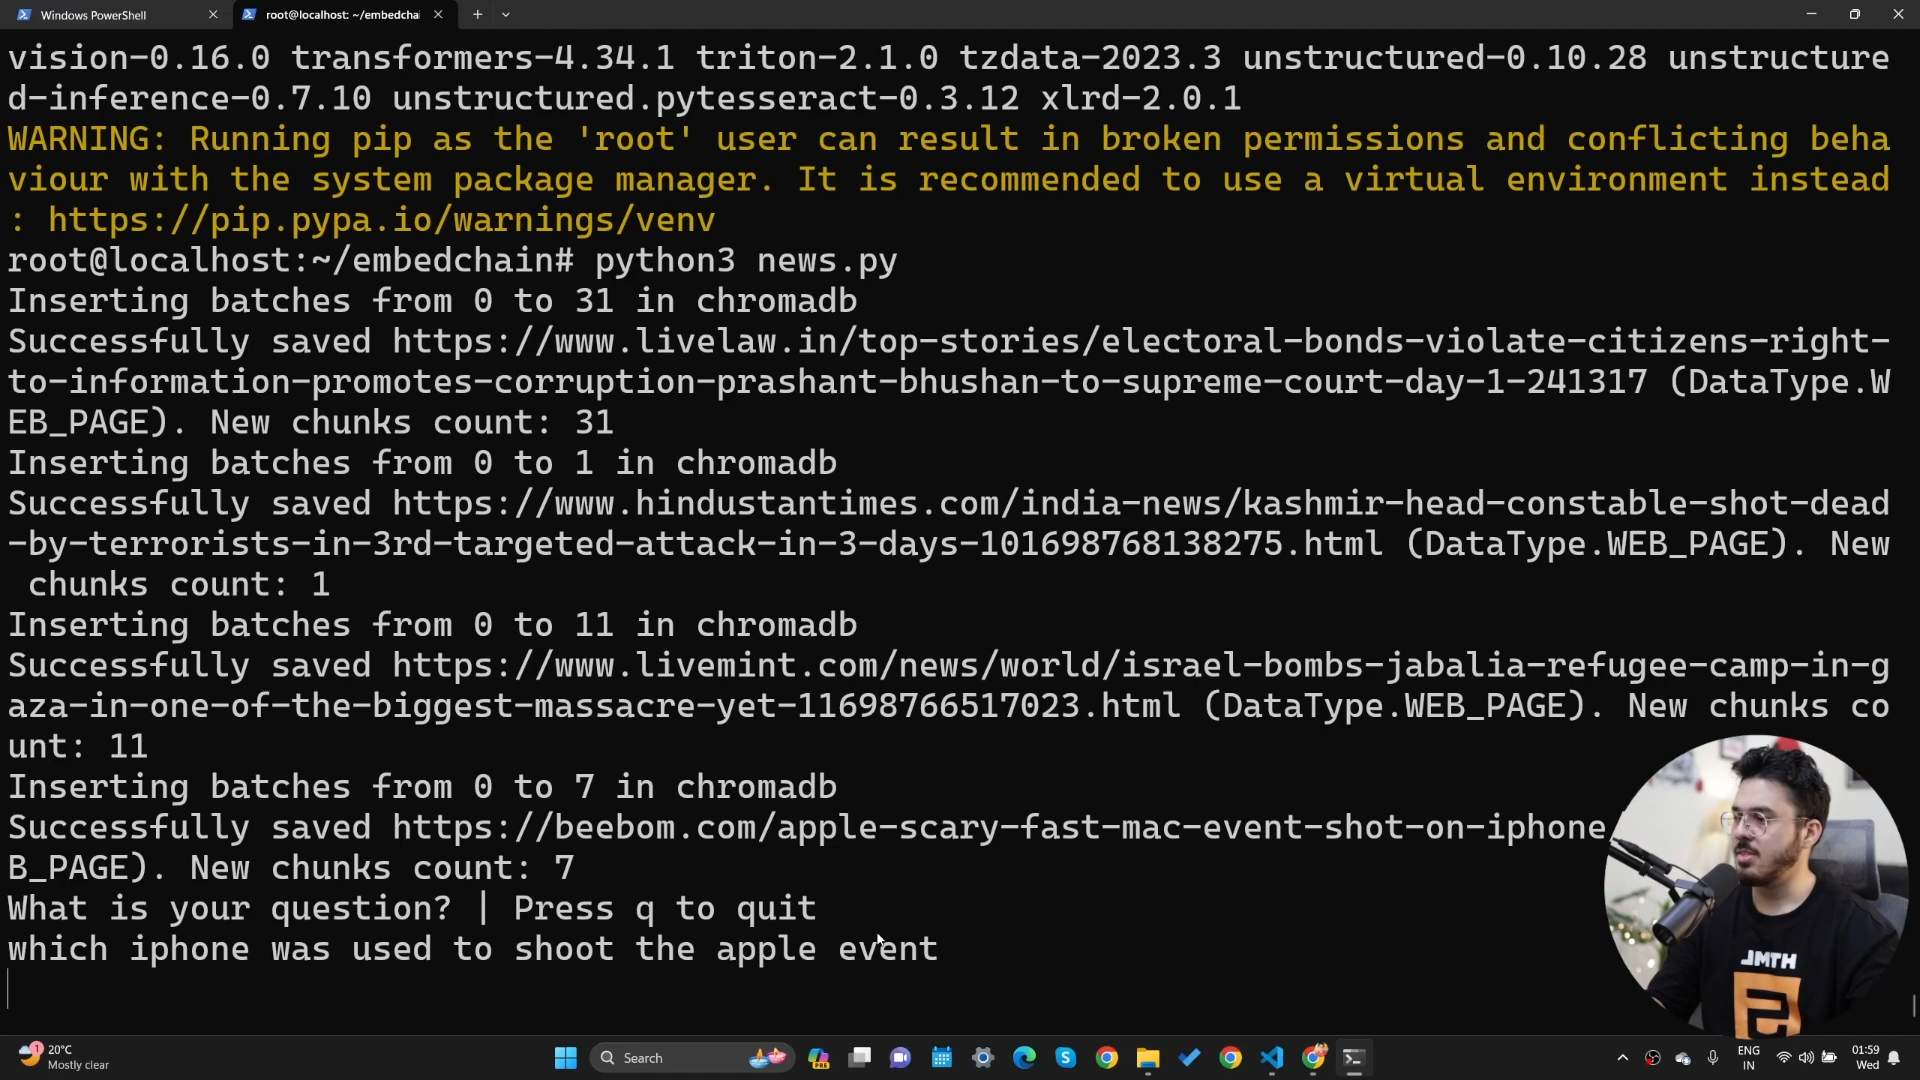 Windows PowerShell
root@localhost: ~/embedchai
vision-0.16.0 transformers-4.34.1 triton-2.1.0 tzdata-2023.3 unstructured-0.10.28 unstructure
d-inference-0.7.10 unstructured.pytesseract-0.3.12 xlrd-2.0.1
WARNING: Running pip as the 'root' user can result in broken permissions and conflicting beha
viour with the system package manager. It is recommended to use a virtual environment instead
: https://pip.pypa.io/warnings/venv
root@localhost:~/embedchain# python3 news.py
Inserting batches from 0 to 31 in chromadb
Successfully saved https://www.livelaw.in/top-stories/electoral-bonds-violate-citizens-right-
to-information-promotes-corruption-prashant-bhushan-to-supreme-court-day-1-241317 (DataType.W
EB_PAGE). New chunks count: 31
Inserting batches from 0 to 1 in chromadb
Successfully saved https://www.hindustantimes.com/india-news/kashmir-head-constable-shot-dead
-by-terrorists-in-3rd-targeted-attack-in-3-days-101698768138275.html (DataType.WEB_PAGE). New
chunks count: 1
Inserting batches from 0 to 11 in chromadb
Successfully saved https://www.livemint.com/news/world/israel-bombs-jabalia-refugee-camp-in-g
aza-in-one-of-the-biggest-massacre-yet-11698766517023.html (DataType.WEB_PAGE). New chunks co
unt: 11
Inserting batches from 0 to 7 in chromadb
Successfully saved https://beebom.com/apple-scary-fast-mac-event-shot-on-iphone
B_PAGE). New chunks count: 7
What is your question? | Press q to quit
which iphone was used to shoot the apple event
HTML
1
20°C
Mostly clear
Search
PRE
ENG
IN
01:59
Wed